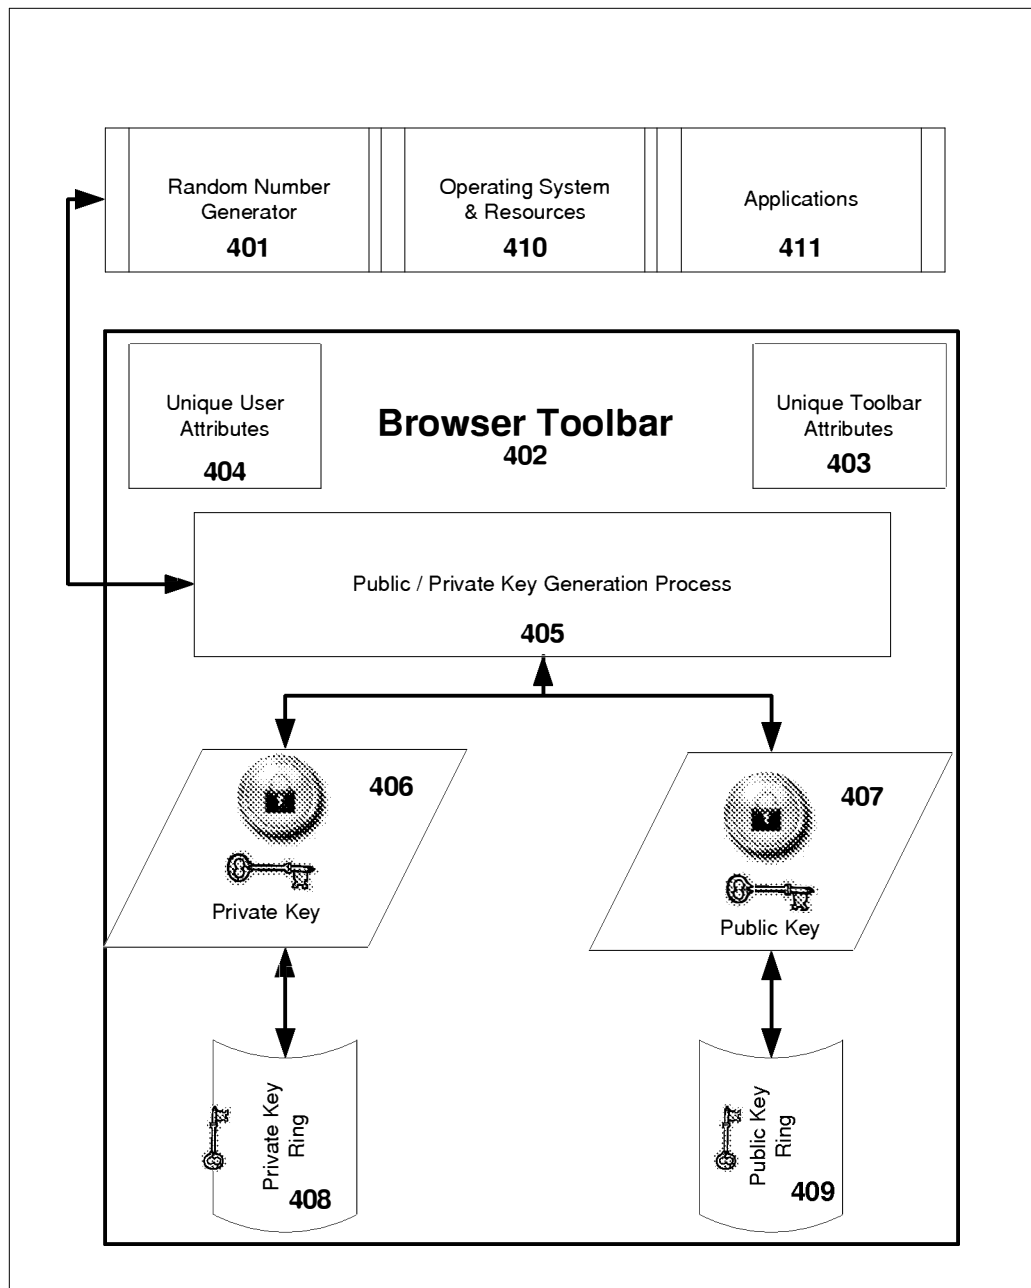 Random Number
Generator
401
Operating System
& Resources
410
Applications
411
Unique User
Attributes
404
Browser Toolbar
402
Unique Toolbar
Attributes
403
Public / Private Key Generation Process
405
406
Private Key
407
Public Key
Private Key
Ring
408
Public Key
Ring
409